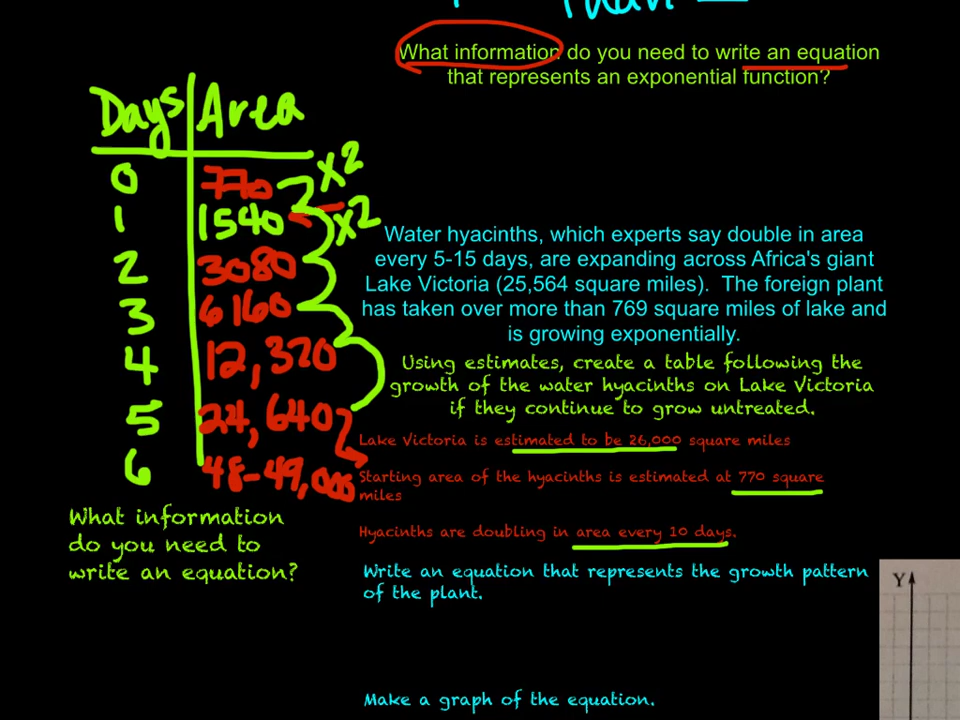 than
What information do you need to write an equation
that represents an exponential function?
Days Area
0 770
x2
1 1540
x2
2 3080
3 6160
4 12,320
5 24,640
6 48-49,000
Water hyacinths, which experts say double in area
every 5-15 days, are expanding across Africa's giant
Lake Victoria (25,564 square miles). The foreign plant
has taken over more than 769 square miles of lake and
is growing exponentially.
Using estimates, create a table following the
growth of the water hyacinths on Lake Victoria
if they continue to grow untreated.
Lake Victoria is estimated to be 26,000 square miles
Starting area of the hyacinths is estimated at 770 square
miles
Hyacinths are doubling in area every 10 days.
What information
do you need to
write an equation?
Write an equation that represents the growth pattern
of the plant.
Y
Make a graph of the equation.